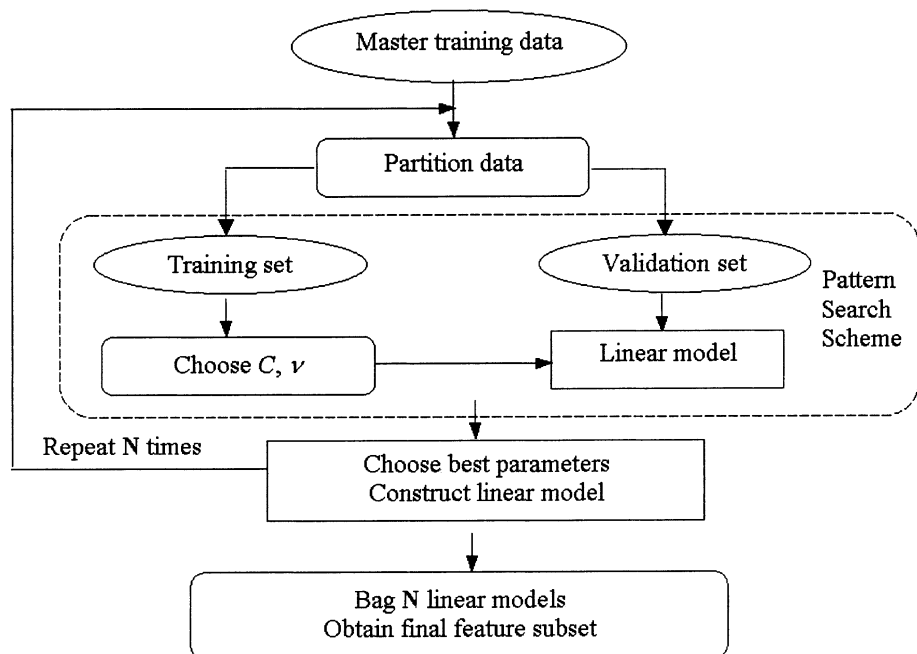 Master training data
Partition data
Training set
Validation set
Pattern
Search
Scheme
Choose C, ν
Linear model
Repeat N times
Choose best parameters
Construct linear model
Bag N linear models
Obtain final feature subset